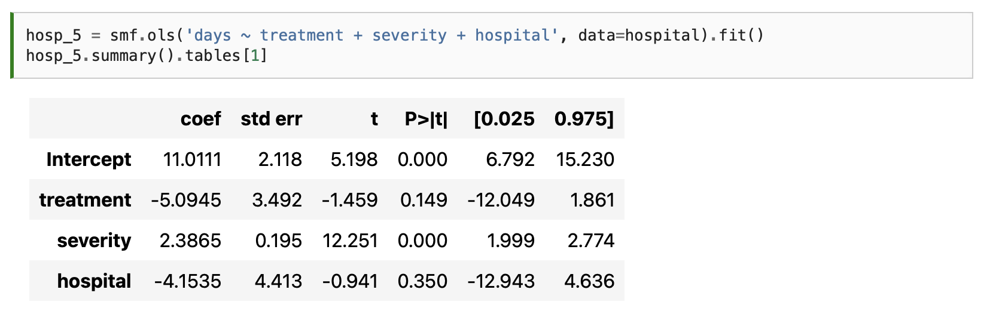 hosp_5 = smf.ols('days ~ treatment + severity + hospital', data=hospital).fit()
hosp_5.summary().tables[1]
coef std err t P>|t| [0.025 0.975]
Intercept 11.0111 2.118 5.198 0.000 6.792 15.230
treatment -5.0945 3.492 -1.459 0.149 -12.049 1.861
severity 2.3865 0.195 12.251 0.000 1.999 2.774
hospital -4.1535 4.413 -0.941 0.350 -12.943 4.636